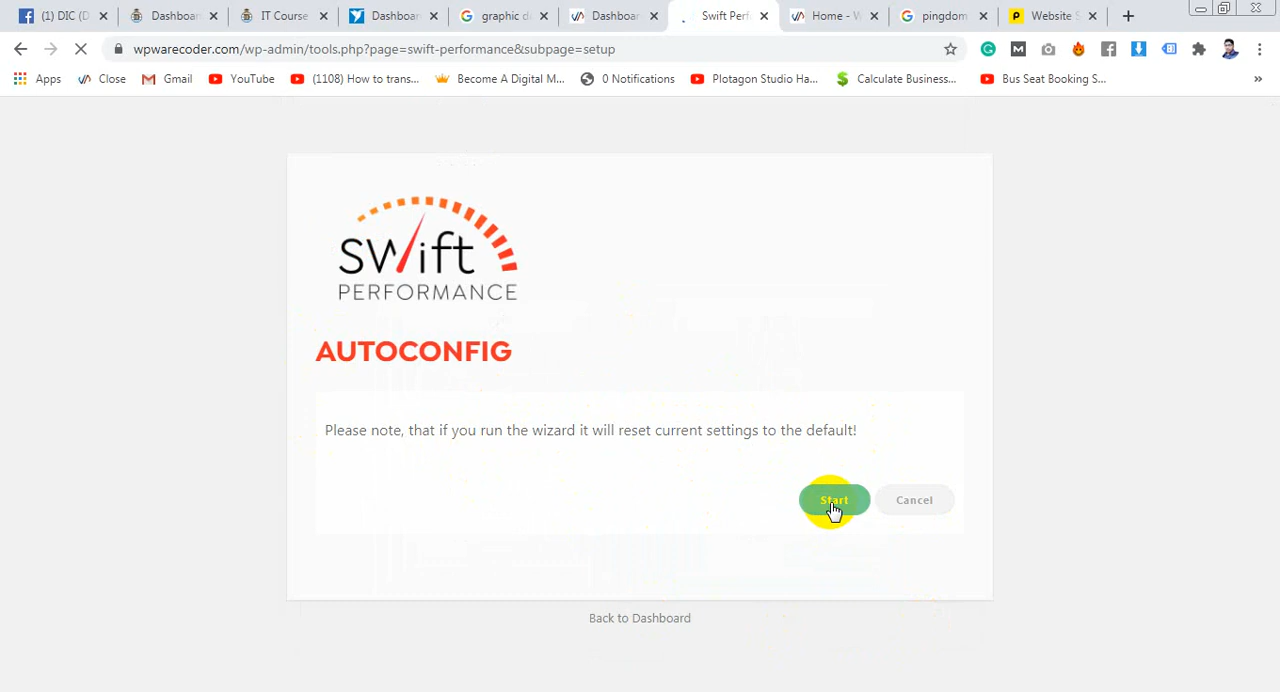 (1) DIC (D
Dashboar
IT Course
Dashboar
graphic d
Dashboar
Swift Perf
Home - W
pingdom
Website S
wpwarecoder.com/wp-admin/tools.php?page=swift-performance&subpage=setup
Apps
Close
Gmail
YouTube
(1108) How to trans...
Become A Digital M...
0 Notifications
Plotagon Studio Ha...
Calculate Business...
Bus Seat Booking S...
swift
PERFORMANCE
AUTOCONFIG
Please note, that if you run the wizard it will reset current settings to the default!
Start
Cancel
Back to Dashboard